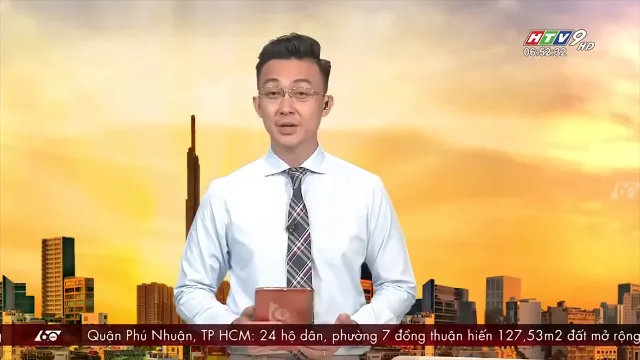 HTV9 HD
06:52:32
g 60 Quận Phú Nhuận, TP HCM: 24 hộ dân, phường 7 đồng thuận hiến 127,53m2 đất mở rộng